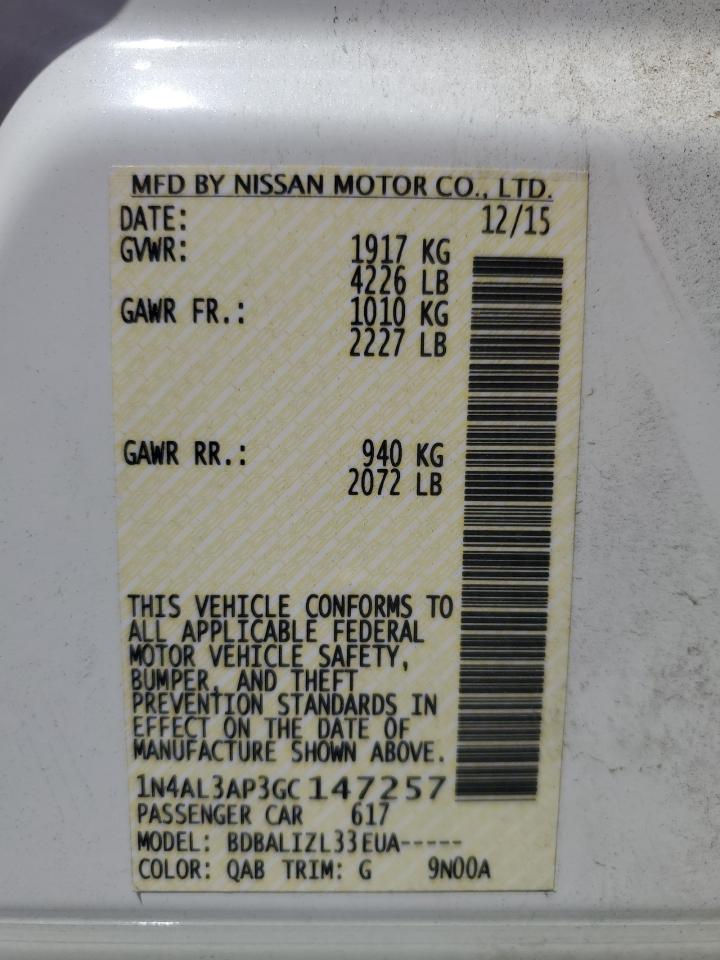 MFD BY NISSAN MOTOR CO., LTD.
DATE: 12/15
GVWR: 1917 KG
4226 LB
GAWR FR.: 1010 KG
2227 LB
GAWR RR.: 940 KG
2072 LB
THIS VEHICLE CONFORMS TO
ALL APPLICABLE FEDERAL
MOTOR VEHICLE SAFETY,
BUMPER, AND THEFT
PREVENTION STANDARDS IN
EFFECT ON THE DATE OF
MANUFACTURE SHOWN ABOVE.
1N4AL3AP3GC147257
PASSENGER CAR 617
MODEL: BDBALIZL33EUA-----
COLOR: QAB TRIM: G 9N00A